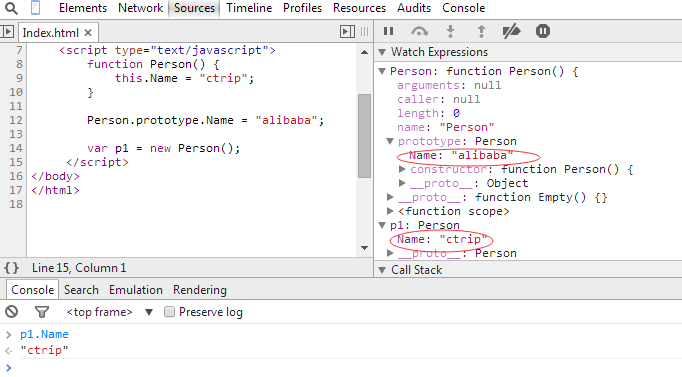 Elements Network Sources Timeline Profiles Resources Audits Console
Index.html ×
7 <script type="text/javascript">
8 function Person() {
9 this.Name = "ctrip";
10 }
11
12 Person.prototype.Name = "alibaba";
13
14 var p1 = new Person();
15 </script>
16 </body>
17 </html>
18
{} Line 15, Column 1
Watch Expressions
Person: function Person() {
arguments: null
caller: null
length: 0
name: "Person"
prototype: Person
Name: "alibaba"
constructor: function Person() {
__proto__: Object
__proto__: function Empty() {}
<function scope>
p1: Person
Name: "ctrip"
__proto__: Person
Call Stack
Console Search Emulation Rendering
<top frame> Preserve log
> p1.Name
"ctrip"
>